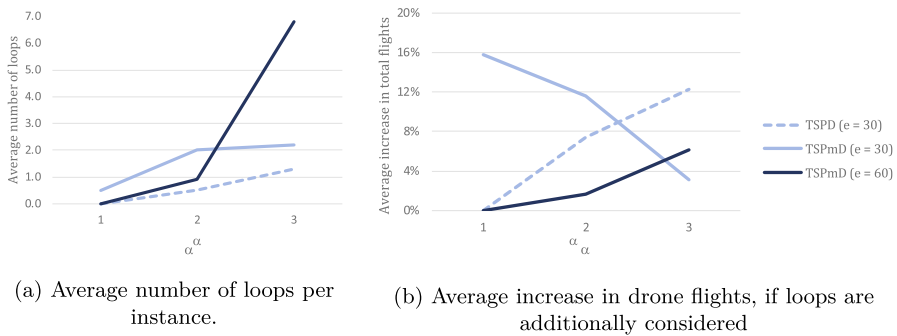 Average number of loops
7.0
6.0
5.0
4.0
3.0
2.0
1.0
0.0
1 2 3
α
α
(a) Average number of loops per
instance.
Average increase in total flights
20%
16%
12%
8%
4%
0%
1 2 3
α
α
TSPD (e = 30)
TSPmD (e = 30)
TSPmD (e = 60)
(b) Average increase in drone flights, if loops are
additionally considered